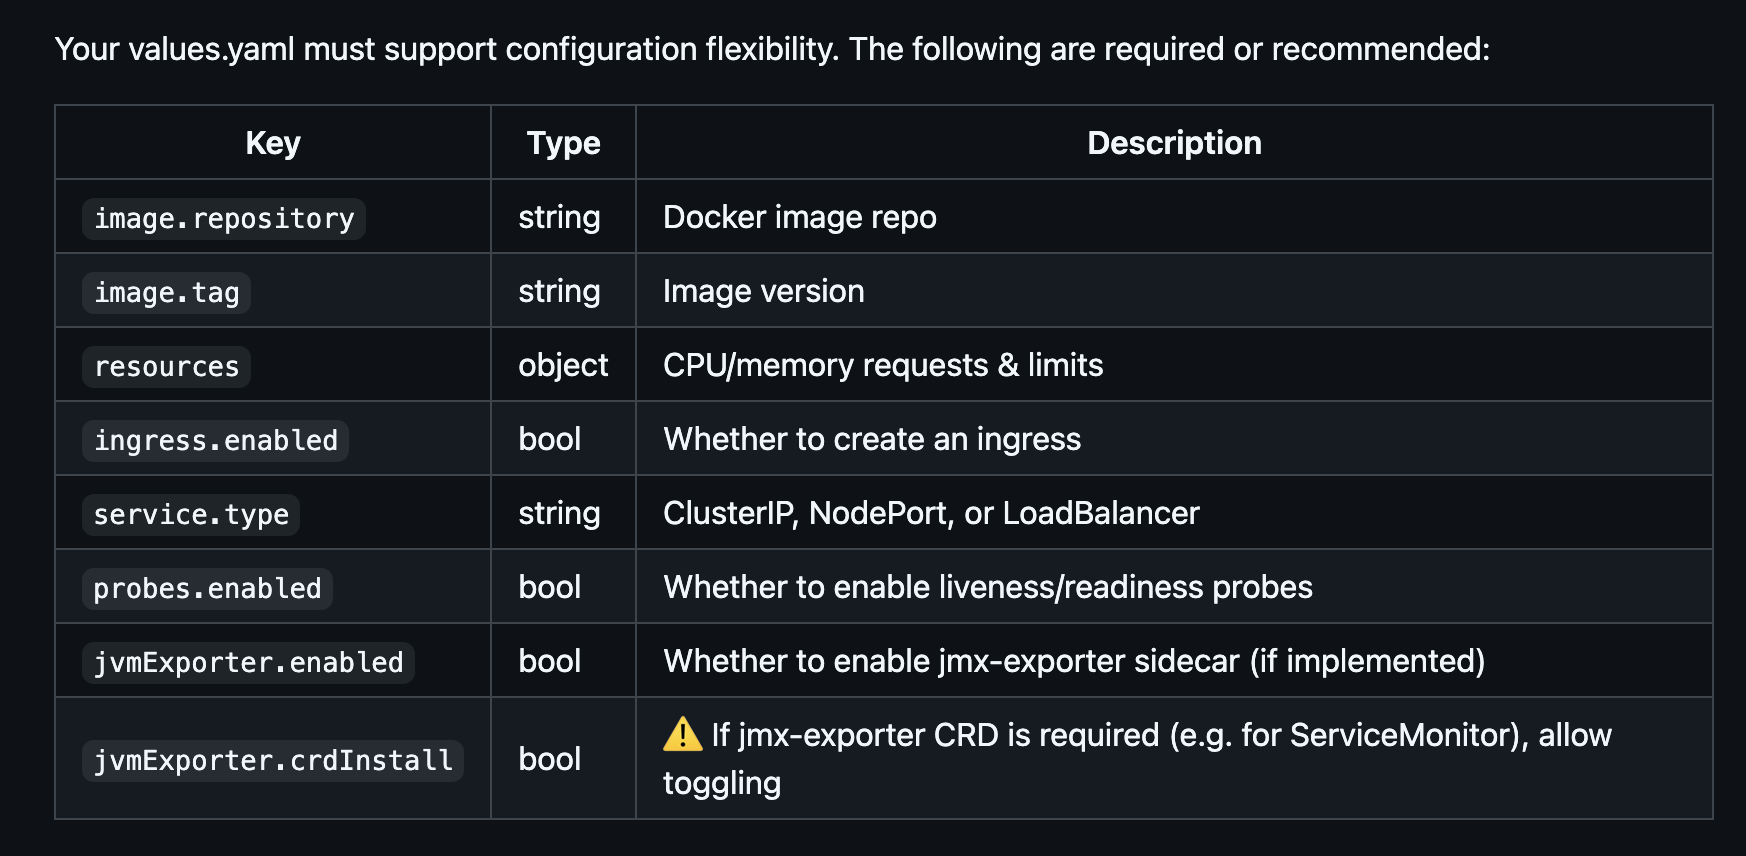 Your values.yaml must support configuration flexibility. The following are required or recommended:
Key Type Description
image.repository string Docker image repo
image.tag string Image version
resources object CPU/memory requests & limits
ingress.enabled bool Whether to create an ingress
service.type string ClusterIP, NodePort, or LoadBalancer
probes.enabled bool Whether to enable liveness/readiness probes
jvmExporter.enabled bool Whether to enable jmx-exporter sidecar (if implemented)
jvmExporter.crdInstall bool ⚠️ If jmx-exporter CRD is required (e.g. for ServiceMonitor), allow
toggling